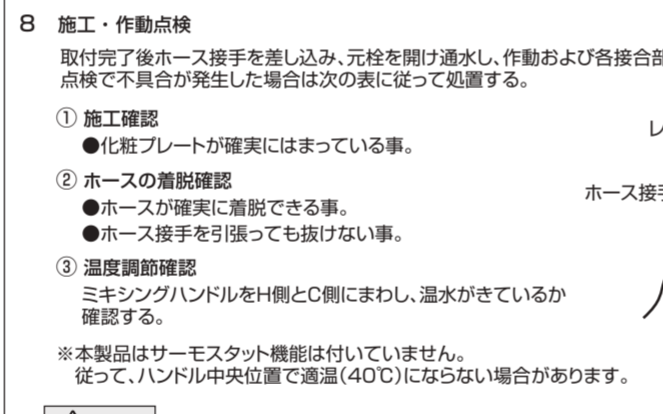 8 施工・作動点検
取付完了後ホース接手を差し込み、元栓を開け通水し、作動および各接合部
点検で不具合が発生した場合は次の表に従って処置する。
① 施工確認
●化粧プレートが確実にはまっている事。
レ
② ホースの着脱確認
ホース接手
●ホースが確実に着脱できる事。
●ホース接手を引張っても抜けない事。
③ 温度調節確認
ミキシングハンドルをH側とC側にまわし、温水がきているか
確認する。
※本製品はサーモスタット機能は付いていません。
従って、ハンドル中央位置で適温(40℃)にならない場合があります。